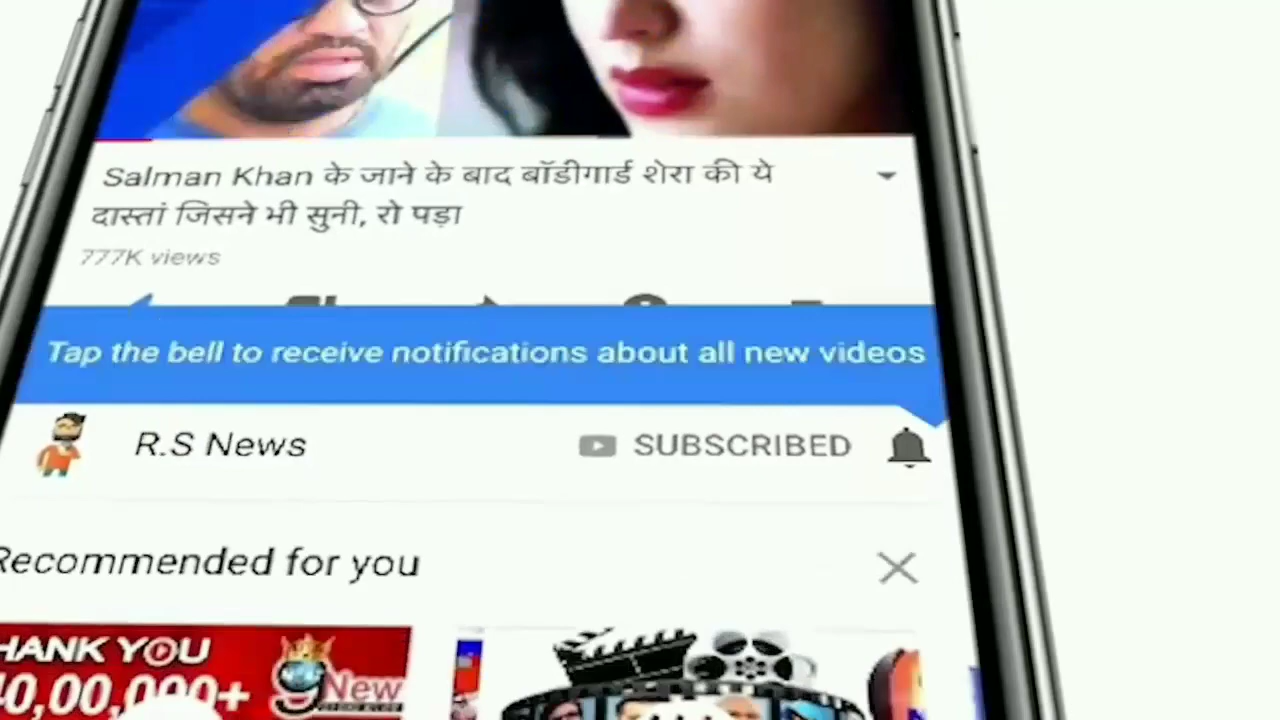 Salman Khan के जाने के बाद बॉडीगार्ड शेरा की ये
दास्तां जिसने भी सुनी, रो पड़ा
777K views
Tap the bell to receive notifications about all new videos
R.S News
SUBSCRIBED
Recommended for you
HANK YOU
40,00,000+
New